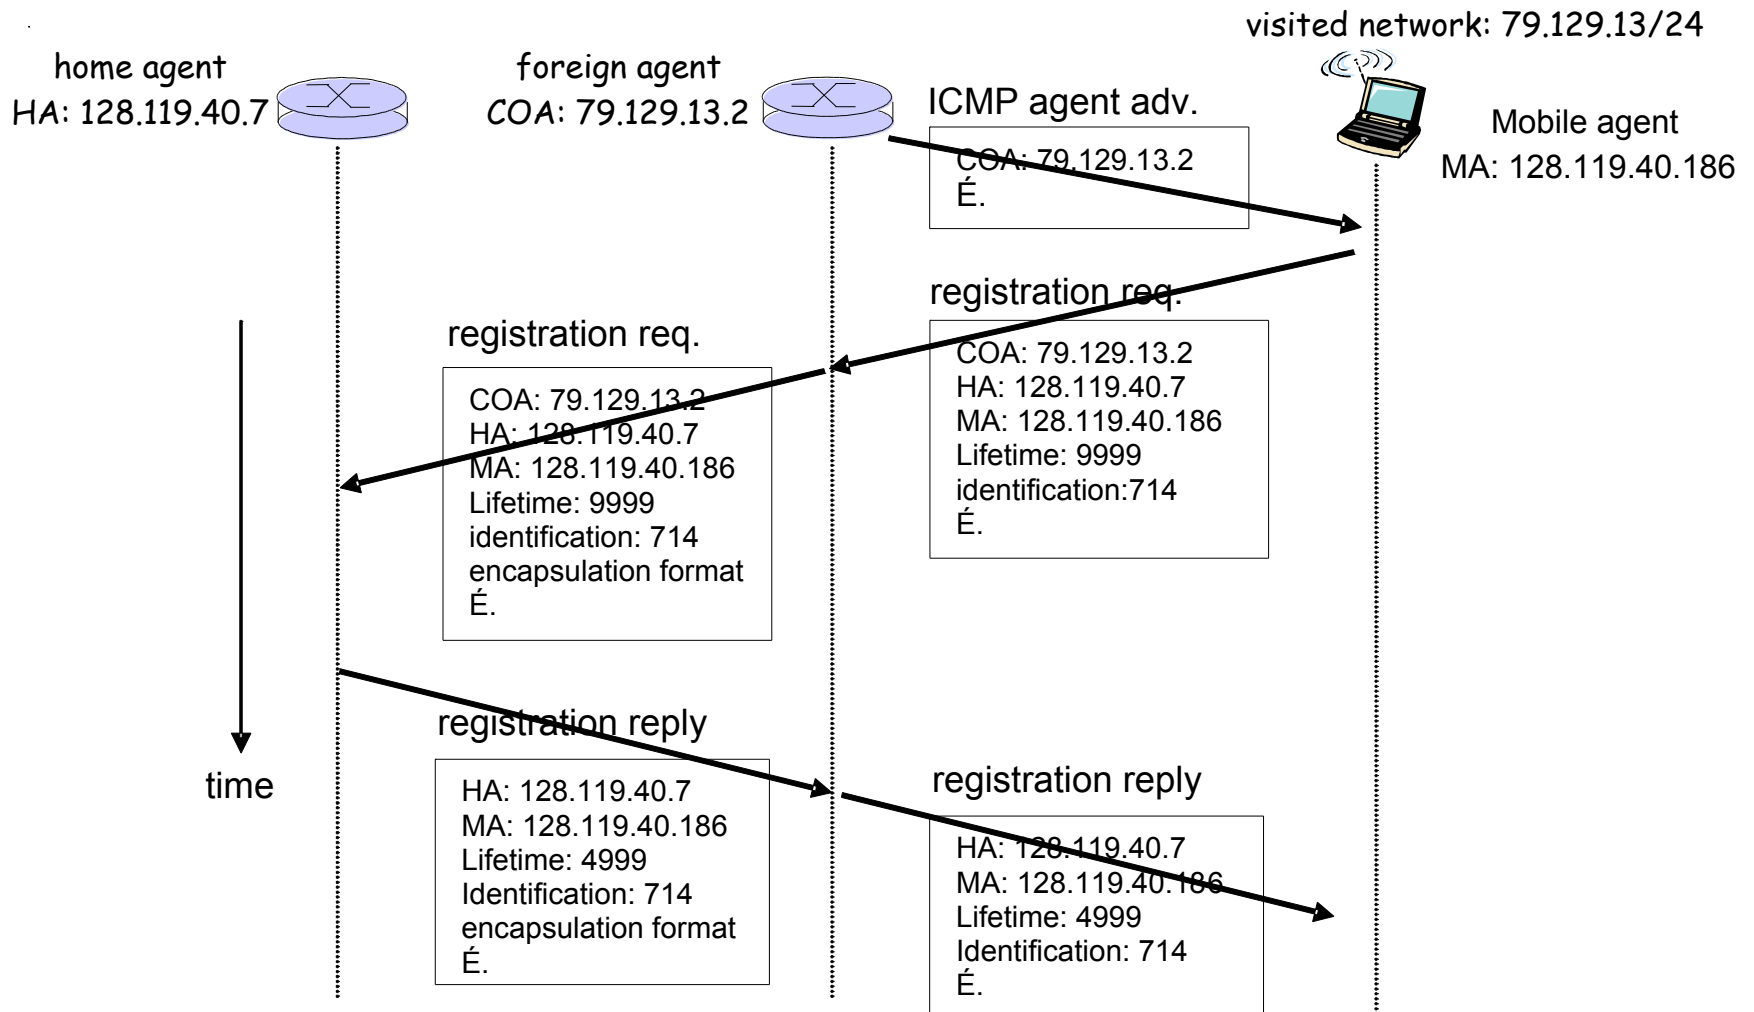 visited network: 79.129.13/24
home agent
HA: 128.119.40.7
foreign agent
COA: 79.129.13.2
ICMP agent adv.
COA: 79.129.13.2
É.
Mobile agent
MA: 128.119.40.186
registration req.
COA: 79.129.13.2
HA: 128.119.40.7
MA: 128.119.40.186
Lifetime: 9999
identification:714
É.
registration req.
COA: 79.129.13.2
HA: 128.119.40.7
MA: 128.119.40.186
Lifetime: 9999
identification: 714
encapsulation format
É.
time
registration reply
HA: 128.119.40.7
MA: 128.119.40.186
Lifetime: 4999
Identification: 714
encapsulation format
É.
registration reply
HA: 128.119.40.7
MA: 128.119.40.186
Lifetime: 4999
Identification: 714
É.